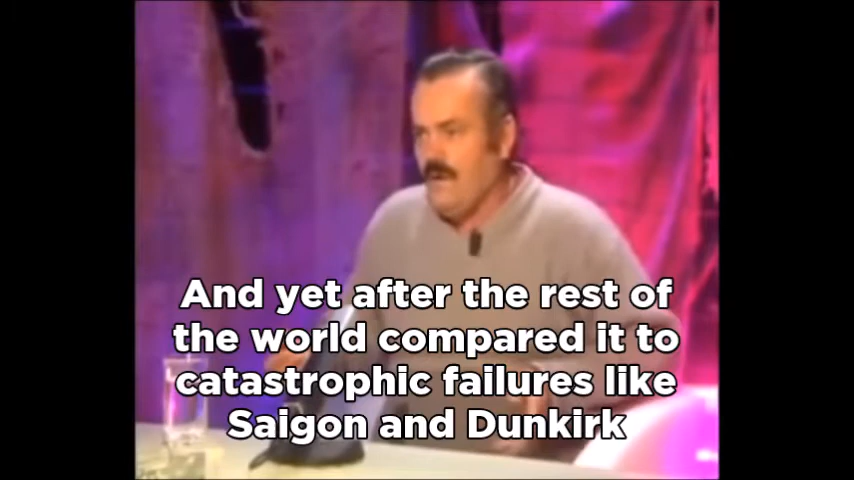 And yet after the rest of
the world compared it to
catastrophic failures like
Saigon and Dunkirk